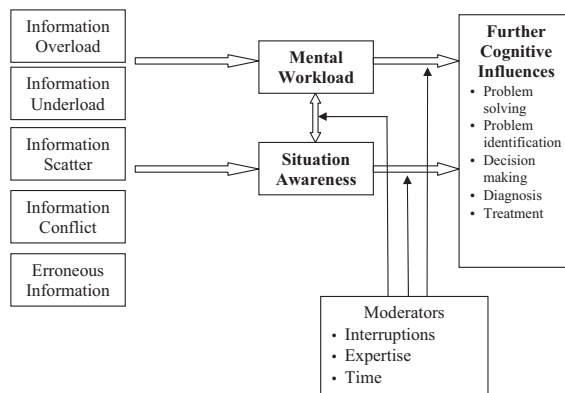 Information
Overload
Information
Underload
Information
Scatter
Information
Conflict
Erroneous
Information
Mental
Workload
Situation
Awareness
Further
Cognitive
Influences
• Problem
solving
• Problem
identification
• Decision
making
• Diagnosis
• Treatment
Moderators
• Interruptions
• Expertise
• Time